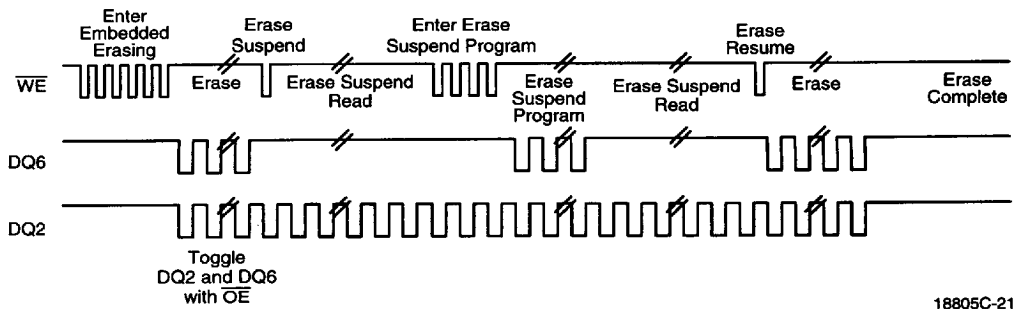 Enter
Embedded
Erasing
Erase
Suspend
Enter Erase
Suspend Program
Erase
Resume
WE
Erase
Erase Suspend
Read
Erase
Suspend
Program
Erase Suspend
Read
Erase
Erase
Complete
DQ6
DQ2
Toggle
DQ2 and DQ6
with OE
18805C-21